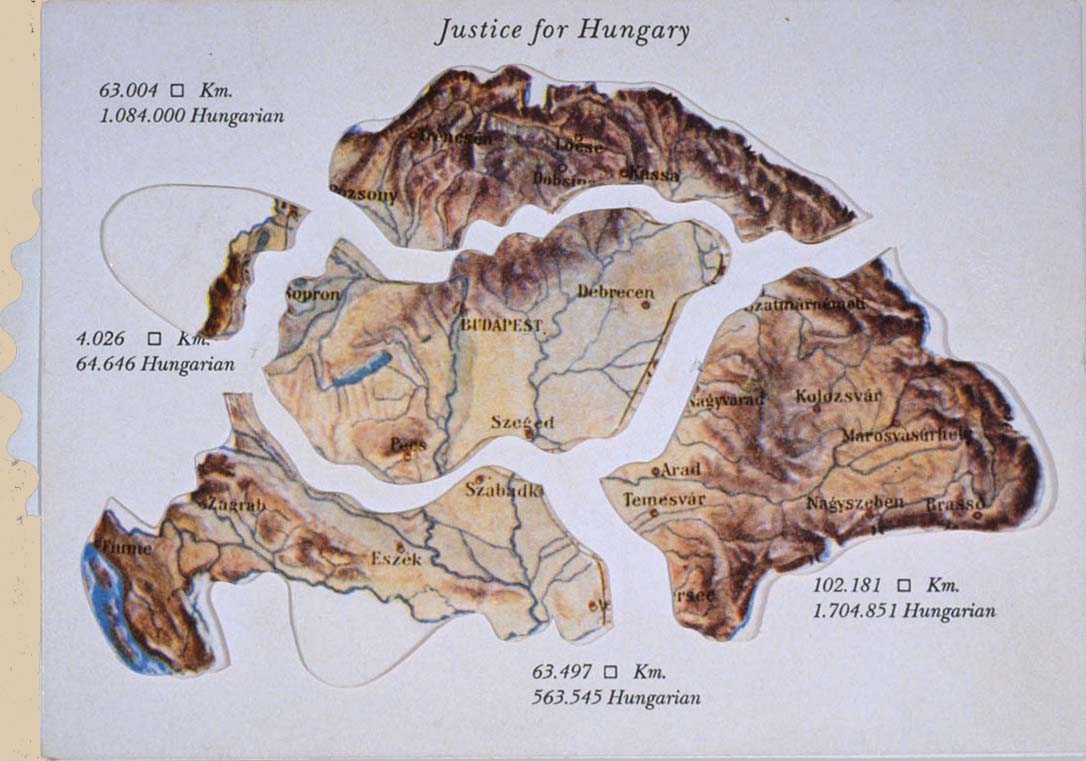 Justice for Hungary
63.004 □ Km.
1.084.000 Hungarian
Trencsén
Lőcse
Dobsina
Kassa
Pozsony
4.026 □ Km.
64.646 Hungarian
Sopron
Debrecen
BUDAPEST
Szeged
Pécs
Szatmárnémeti
Nagyvárad
Kolozsvár
Marosvásárhely
Arad
Temesvár
Nagyszeben
Brassó
Szabadk
Zágráb
Eszék
Fiume
102.181 □ Km.
1.704.851 Hungarian
63.497 □ Km.
563.545 Hungarian